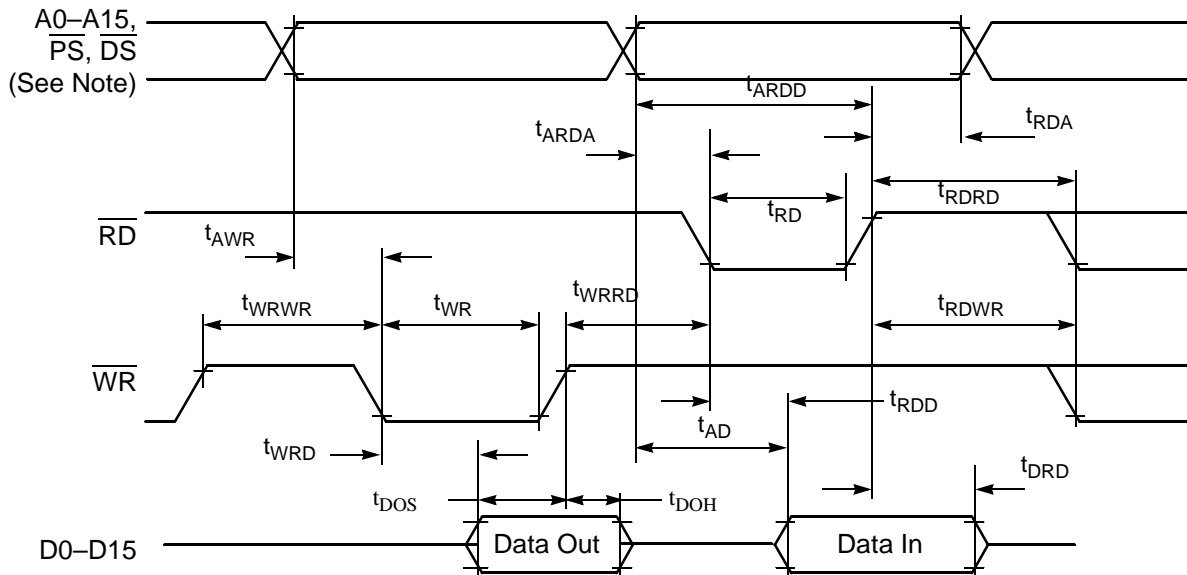 A0–A15,
PS, DS
(See Note)
tARDD
tARDA
tRDA
tRD
tRDRD
RD
tAWR
tWRWR
tWR
tWRRD
tRDWR
WR
tRDD
tAD
tWRD
tDRD
tDOS
tDOH
D0–D15
Data Out
Data In